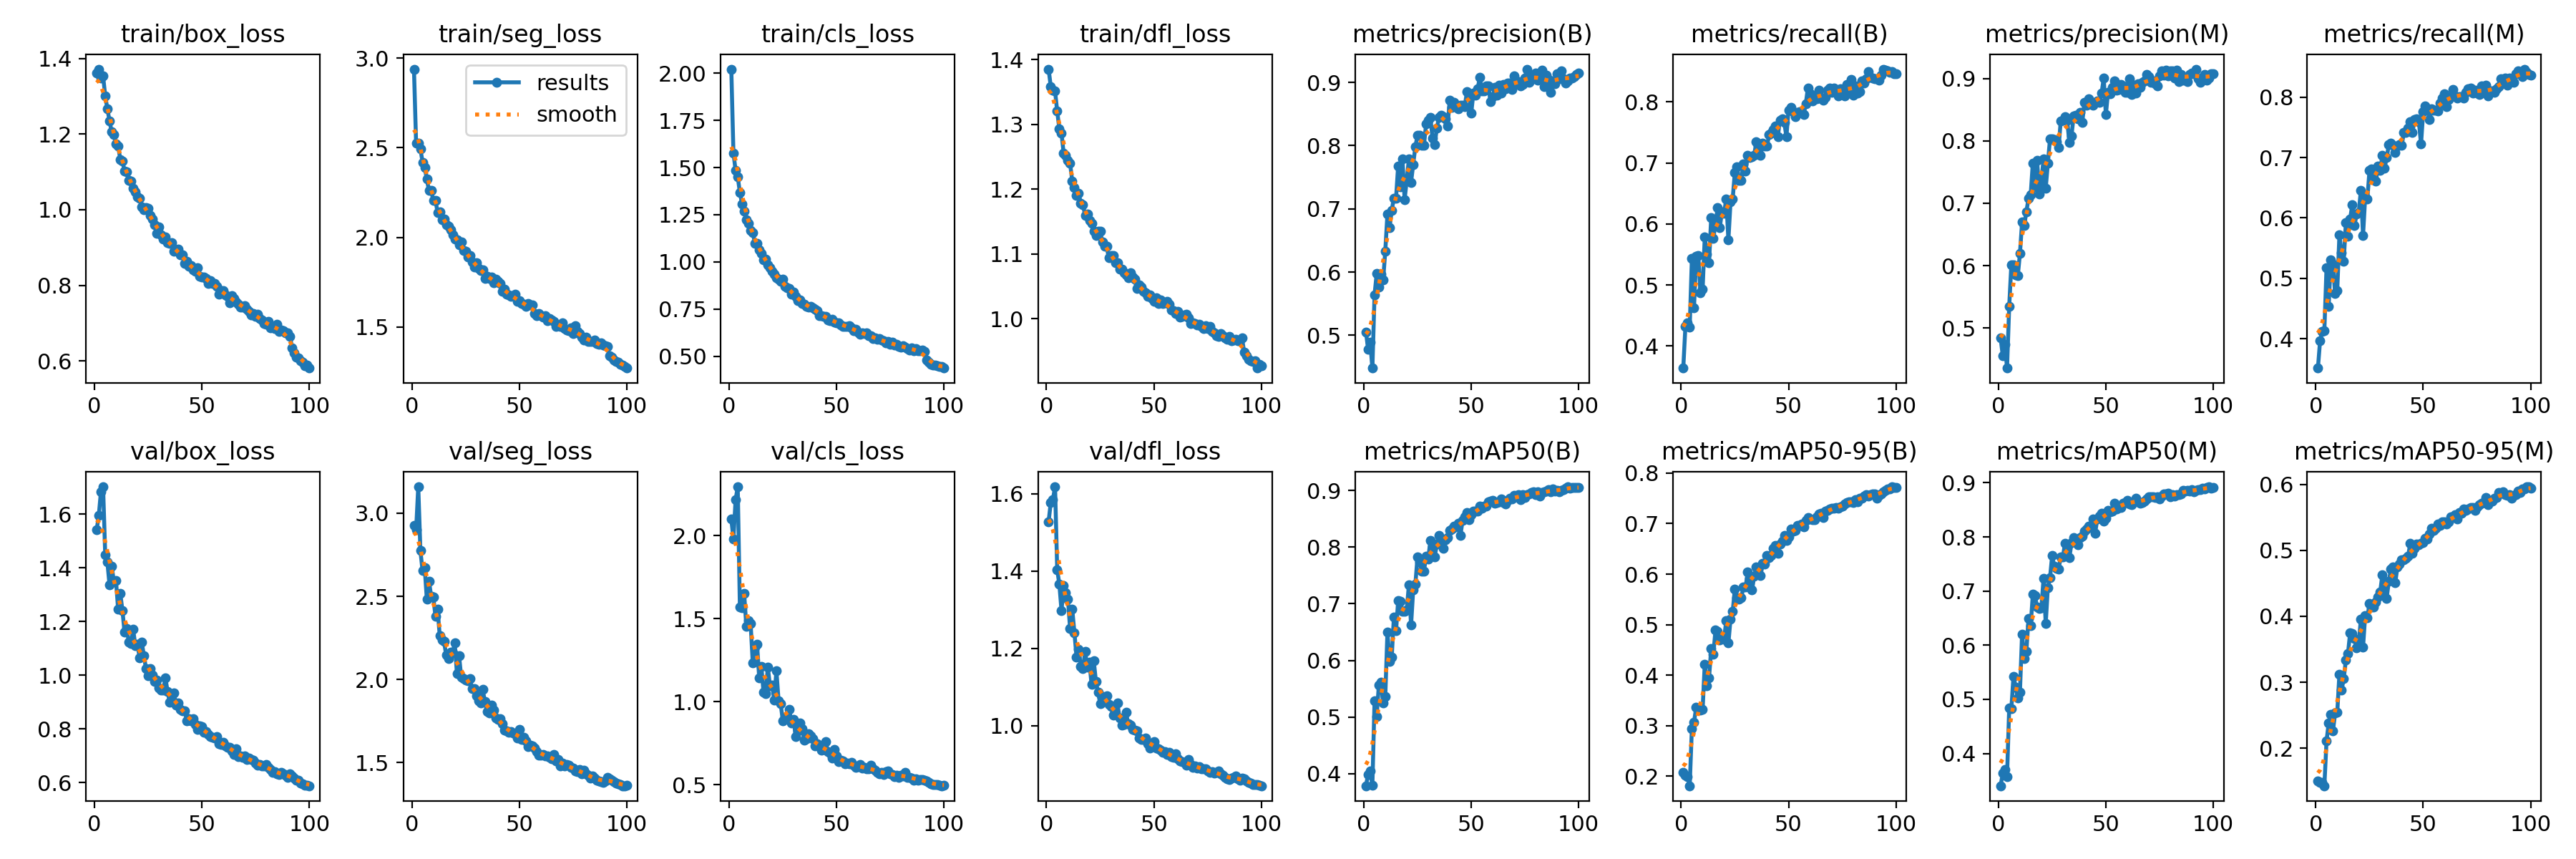 train/box_loss
1.4
1.2
1.0
0.8
0.6
0 50 100
train/seg_loss
results
smooth
3.0
2.5
2.0
1.5
0 50 100
train/cls_loss
2.00
1.75
1.50
1.25
1.00
0.75
0.50
0 50 100
train/dfl_loss
1.4
1.3
1.2
1.1
1.0
0 50 100
metrics/precision(B)
0.9
0.8
0.7
0.6
0.5
0 50 100
metrics/recall(B)
0.8
0.7
0.6
0.5
0.4
0 50 100
metrics/precision(M)
0.9
0.8
0.7
0.6
0.5
0 50 100
metrics/recall(M)
0.8
0.7
0.6
0.5
0.4
0 50 100
val/box_loss
1.6
1.4
1.2
1.0
0.8
0.6
0 50 100
val/seg_loss
3.0
2.5
2.0
1.5
0 50 100
val/cls_loss
2.0
1.5
1.0
0.5
0 50 100
val/dfl_loss
1.6
1.4
1.2
1.0
0 50 100
metrics/mAP50(B)
0.9
0.8
0.7
0.6
0.5
0.4
0 50 100
metrics/mAP50-95(B)
0.8
0.7
0.6
0.5
0.4
0.3
0.2
0 50 100
metrics/mAP50(M)
0.9
0.8
0.7
0.6
0.5
0.4
0 50 100
metrics/mAP50-95(M)
0.6
0.5
0.4
0.3
0.2
0 50 100